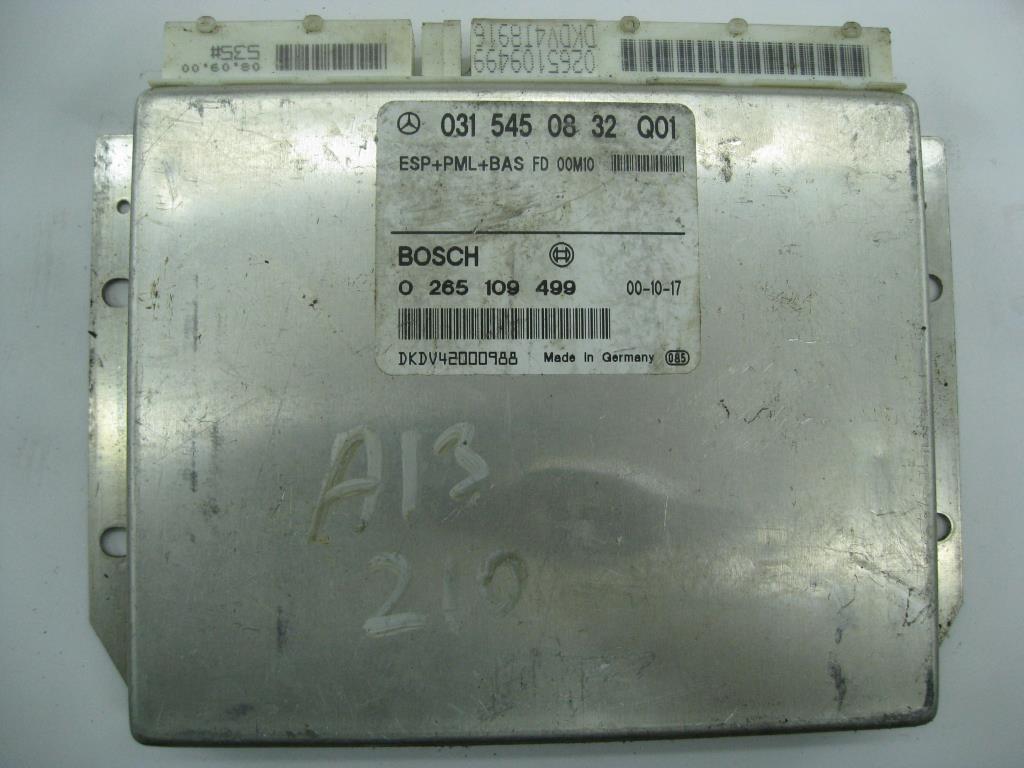 535#
08.09.00
0265109499
DKDV4I8916
031 545 08 32 Q01
ESP+PML+BAS FD 00M10
BOSCH
0 265 109 499 00-10-17
DKDV42000988 Made in Germany 085
A13
210